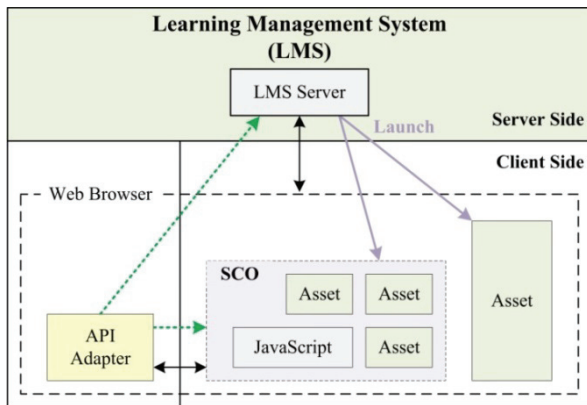 Learning Management System
(LMS)
LMS Server
Launch
Server Side
Client Side
Web Browser
SCO
Asset
Asset
Asset
API
Adapter
JavaScript
Asset